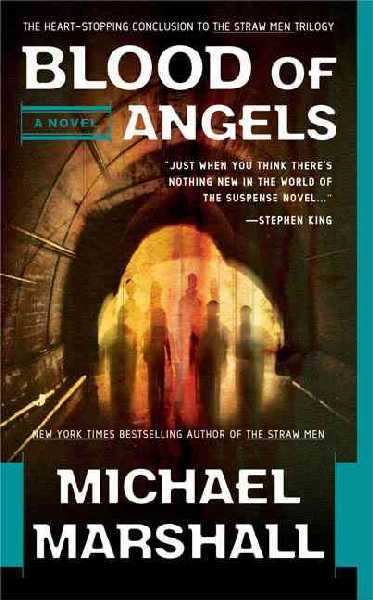 THE HEART-STOPPING CONCLUSION TO THE STRAW MEN TRILOGY
BLOOD OF
A NOVEL
ANGELS
"JUST WHEN YOU THINK THERE'S
NOTHING NEW IN THE WORLD OF
THE SUSPENSE NOVEL..."
—STEPHEN KING
NEW YORK TIMES BESTSELLING AUTHOR OF THE STRAW MEN
MICHAEL
MARSHALL